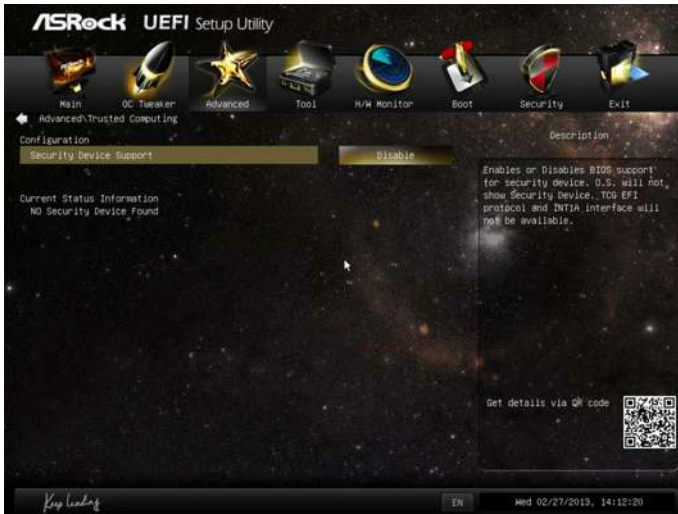 ASRock UEFI Setup Utility
Main OC Tweaker Advanced Tool H/W Monitor Boot Security Exit
Advanced\Trusted Computing
Configuration
Security Device Support Disable
Current Status Information
NO Security Device Found
Description
Enables or Disables BIOS support
for security device. O.S. will not
show Security Device. TCG EFI
protocol and INT1A interface will
not be available.
Get details via QR code
Keep Leading
EN Wed 02/27/2013, 14:12:20